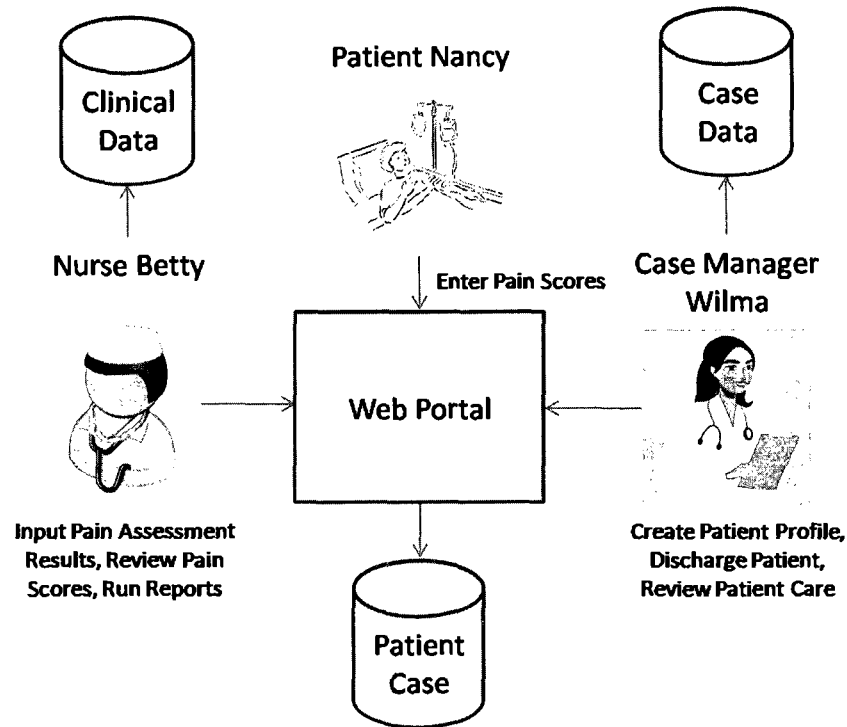 Clinical
Data
Patient Nancy
Case
Data
Nurse Betty
Enter Pain Scores
Case Manager
Wilma
Web Portal
Input Pain Assessment
Results, Review Pain
Scores, Run Reports
Create Patient Profile,
Discharge Patient,
Review Patient Care
Patient
Case